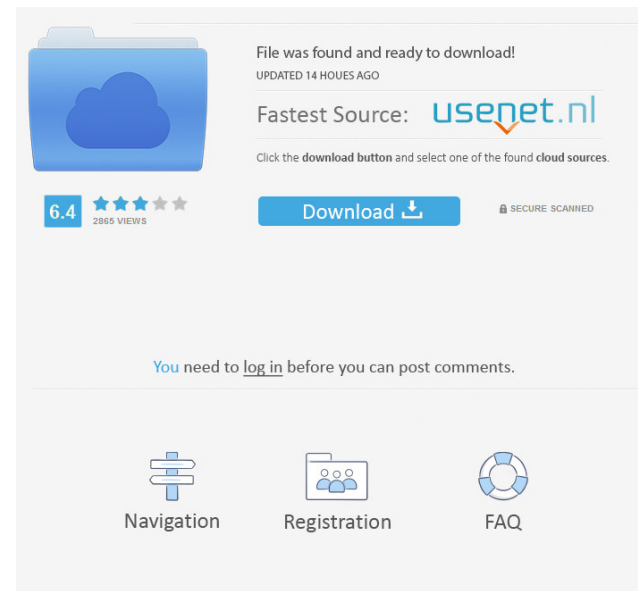 File was found and ready to download!
UPDATED 14 HOUES AGO
Fastest Source: usenet.nl
Click the download button and select one of the found cloud sources.
6.4
2865 VIEWS
Download
SECURE SCANNED
You need to log in before you can post comments.
Navigation
Registration
FAQ